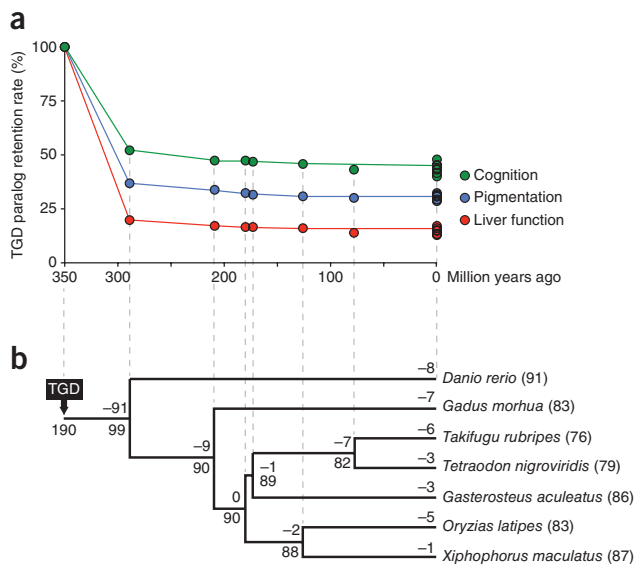 a
TGD paralog retention rate (%)
100
75
50
25
0
350
300
200
100
0
Million years ago
Cognition
Pigmentation
Liver function
b
TGD
190
−91
99
−8
Danio rerio (91)
−9
90
−7
Gadus morhua (83)
0
90
−1
89
−7
82
−6
Takifugu rubripes (76)
−3
Tetraodon nigroviridis (79)
−3
Gasterosteus aculeatus (86)
−2
88
−5
Oryzias latipes (83)
−1
Xiphophorus maculatus (87)